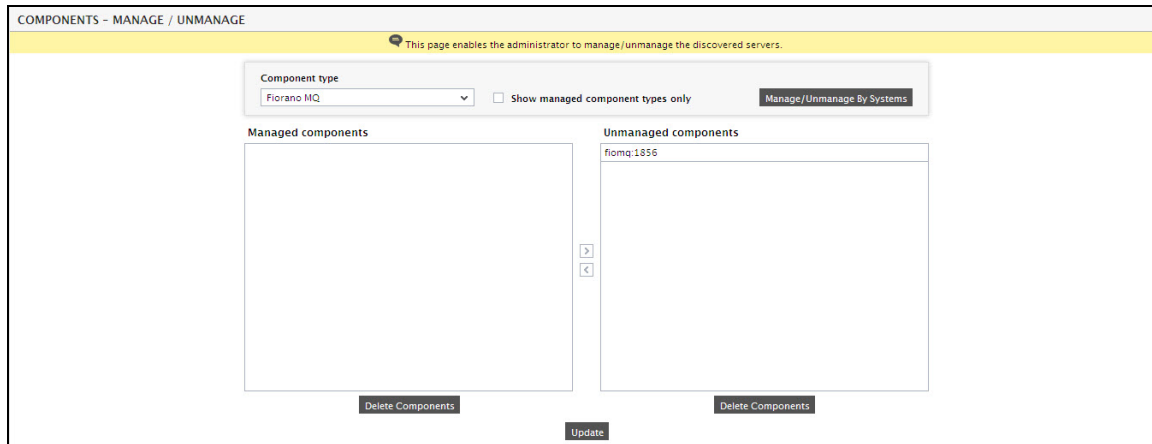 COMPONENTS - MANAGE / UNMANAGE
This page enables the administrator to manage/unmanage the discovered servers.
Component type
Fiorano MQ
Show managed component types only
Manage/Unmanage By Systems
Managed components
Unmanaged components
fiomq:1856
>
<
Delete Components
Delete Components
Update